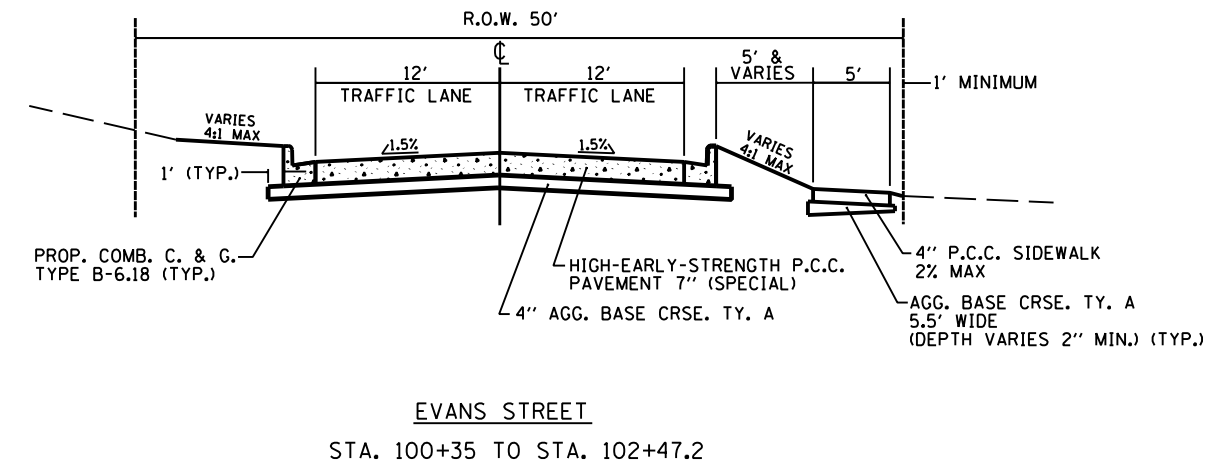 R.O.W. 50'
℄
5' &
VARIES
12'
12'
5'
1' MINIMUM
TRAFFIC LANE
TRAFFIC LANE
VARIES
4:1 MAX
1.5%
1.5%
VARIES
4:1 MAX
1' (TYP.)
PROP. COMB. C. & G.
TYPE B-6.18 (TYP.)
HIGH-EARLY-STRENGTH P.C.C.
PAVEMENT 7'' (SPECIAL)
4'' AGG. BASE CRSE. TY. A
4'' P.C.C. SIDEWALK
2% MAX
AGG. BASE CRSE. TY. A
5.5' WIDE
(DEPTH VARIES 2'' MIN.) (TYP.)
EVANS STREET
STA. 100+35 TO STA. 102+47.2